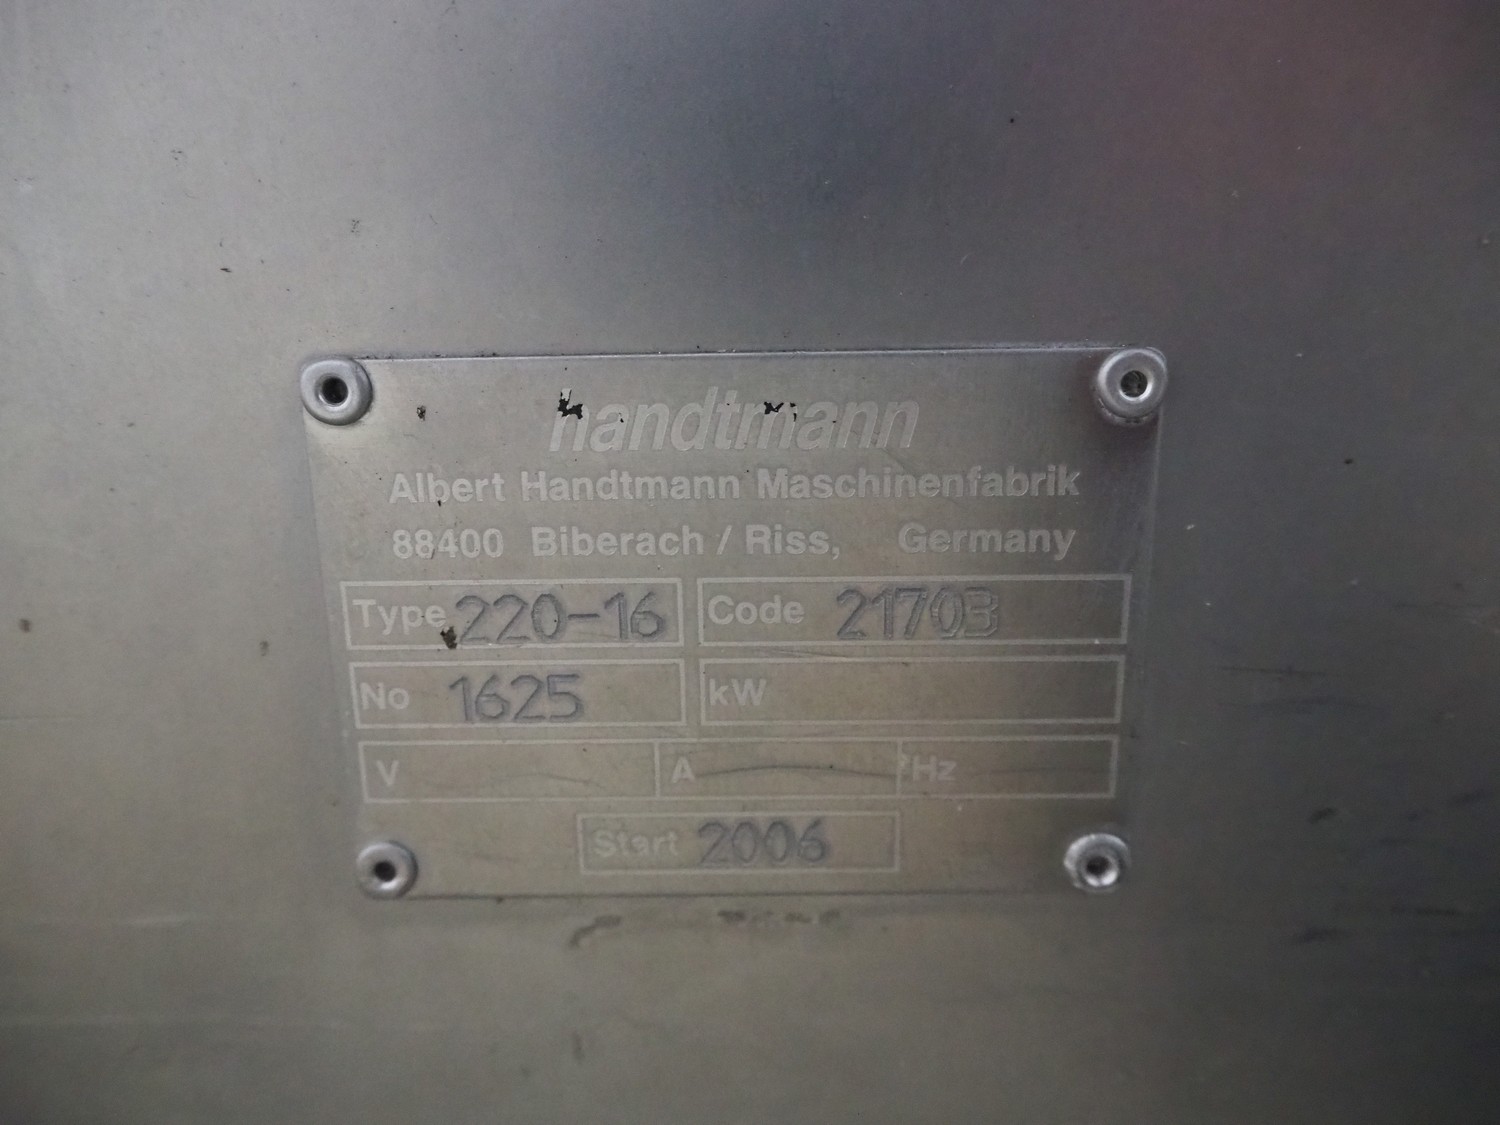 handtmann
Albert Handtmann Maschinenfabrik
88400 Biberach / Riss, Germany
Type 220-16 Code 21703
No 1625 kW
V A Hz
Start 2006